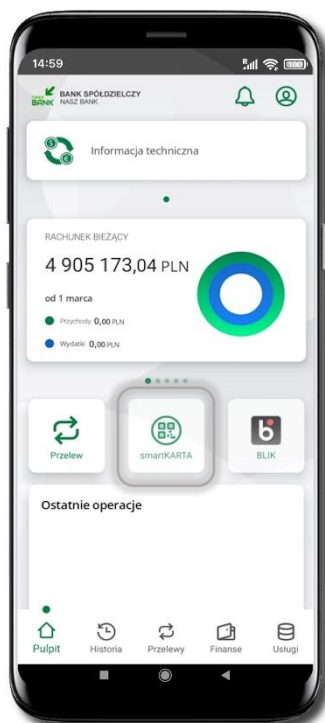 14:59
BANK SPÓŁDZIELCZY
NASZ BANK
Informacja techniczna
RACHUNEK BIEŻĄCY
4 905 173,04 PLN
od 1 marca
Przychody 0,00 PLN
Wydatki 0,00 PLN
Przelew
smartKARTA
BLIK
Ostatnie operacje
Pulpit
Historia
Przelewy
Finanse
Usługi